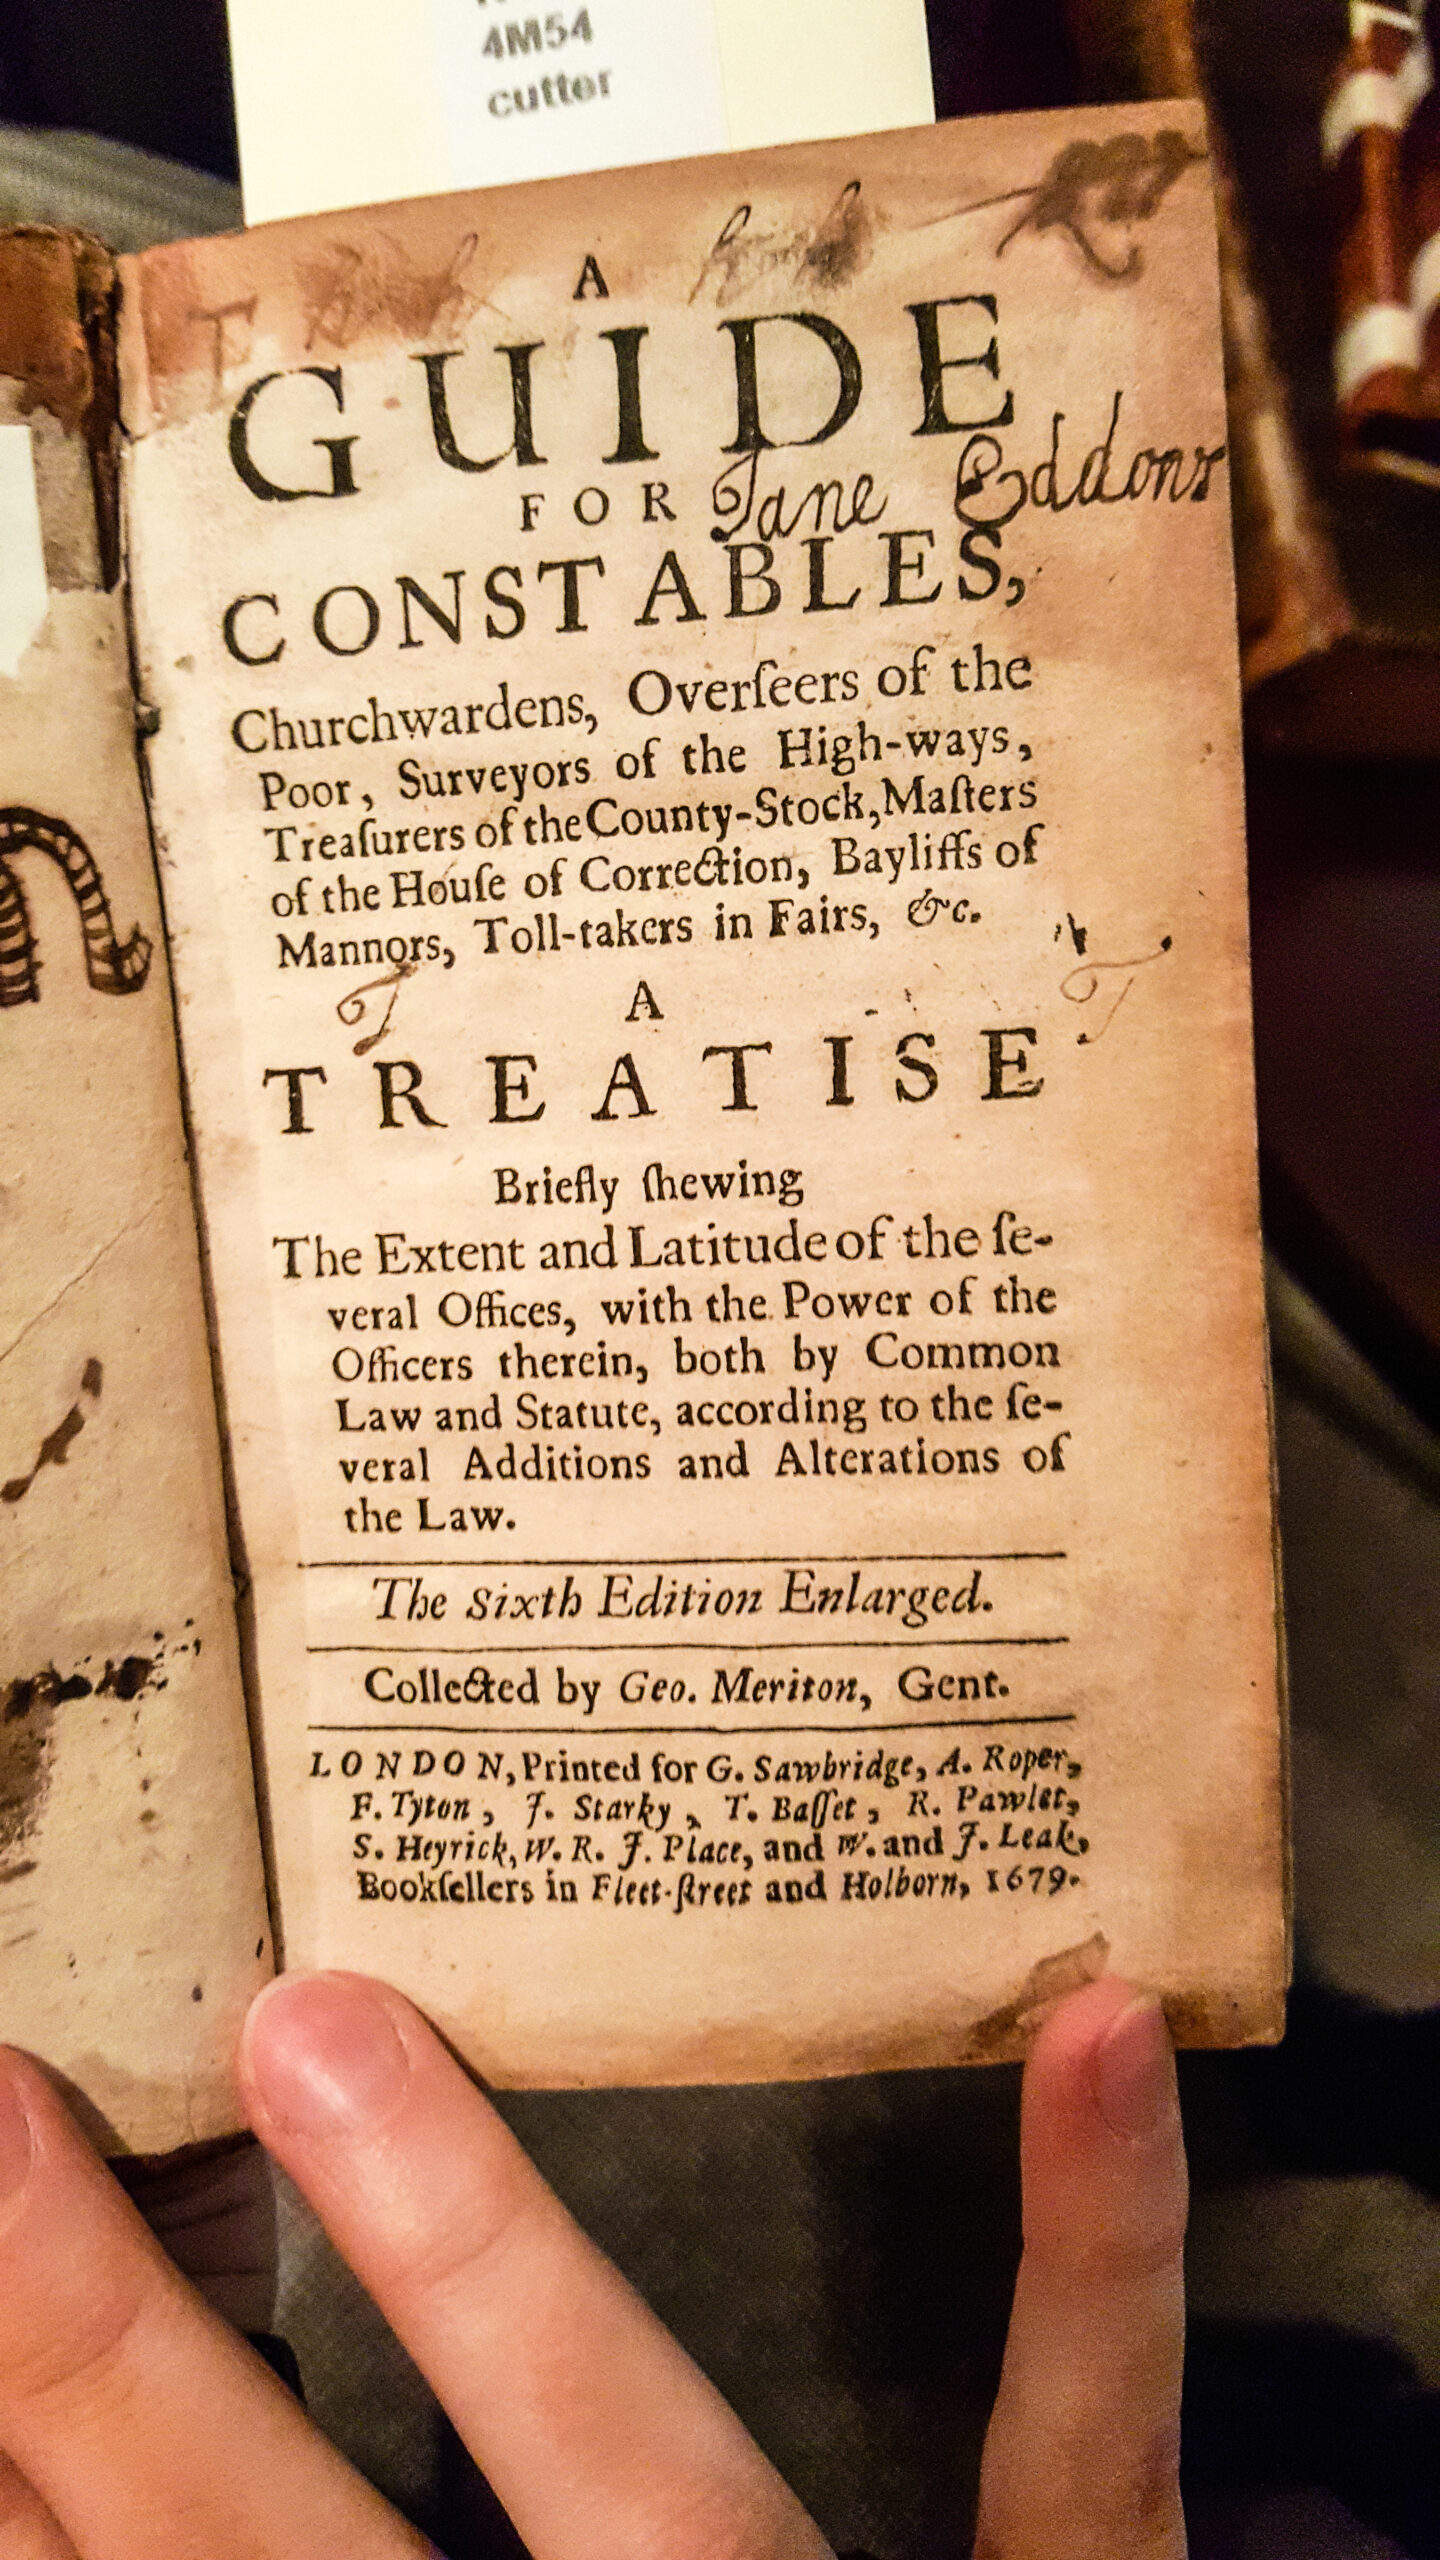 4M54
cutter
A
GUIDE
FOR Jane Eddons
CONSTABLES,
Churchwardens, Overſeers of the
Poor, Surveyors of the High-ways,
Treaſurers of the County-Stock, Maſters
of the Houſe of Correction, Bayliffs of
Mannors, Toll-takers in Fairs, &c.
T T
A
TREATISE
Briefly ſhewing
The Extent and Latitude of the ſe-
veral Offices, with the Power of the
Officers therein, both by Common
Law and Statute, according to the ſe-
veral Additions and Alterations of
the Law.
The Sixth Edition Enlarged.
Collected by Geo. Meriton, Gent.
LONDON, Printed for G. Sawbridge, A. Roper,
F. Tyton, J. Starky, T. Baſſet, R. Pawlet,
S. Heyrick, W. R. J. Place, and W. and J. Leak,
Bookſellers in Fleet-ſtreet and Holborn, 1679.